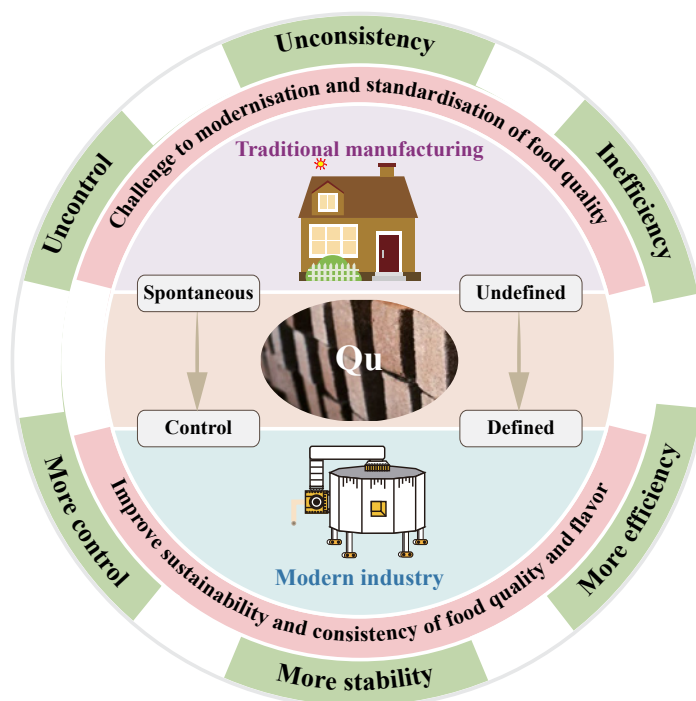 Unconsistency
Challenge to modernisation and standardisation of food quality
Uncontrol
Inefficiency
Traditional manufacturing
Spontaneous
Undefined
Qu
Control
Defined
Modern industry
Improve sustainability and consistency of food quality and flavor
More control
More efficiency
More stability